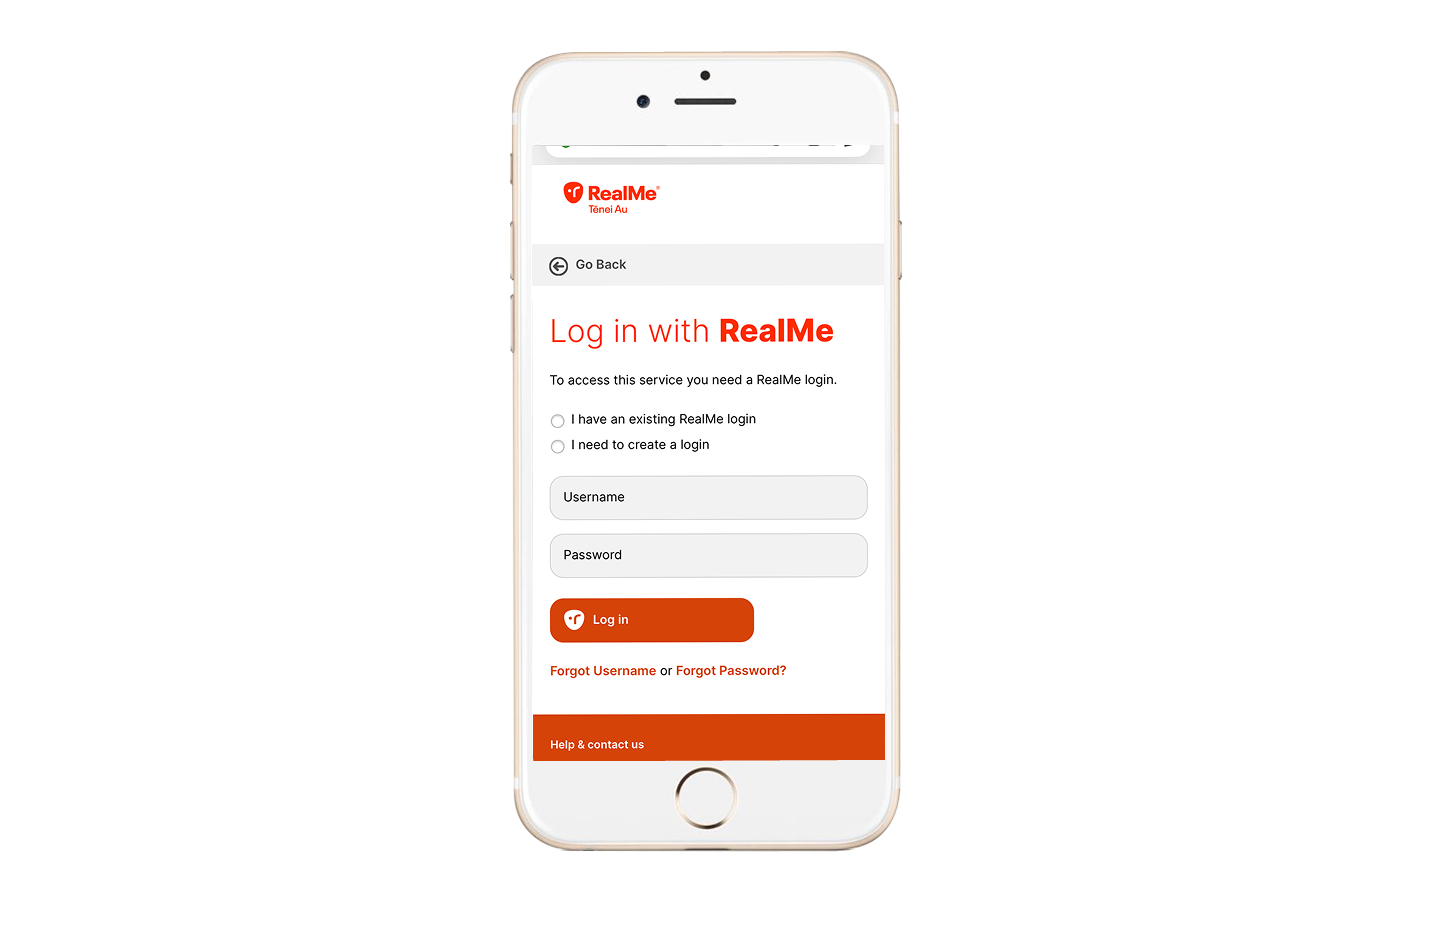 RealMe®
Tēnei Au
Go Back
Log in with RealMe
To access this service you need a RealMe login.
I have an existing RealMe login
I need to create a login
Username
Password
Log in
Forgot Username or Forgot Password?
Help & contact us